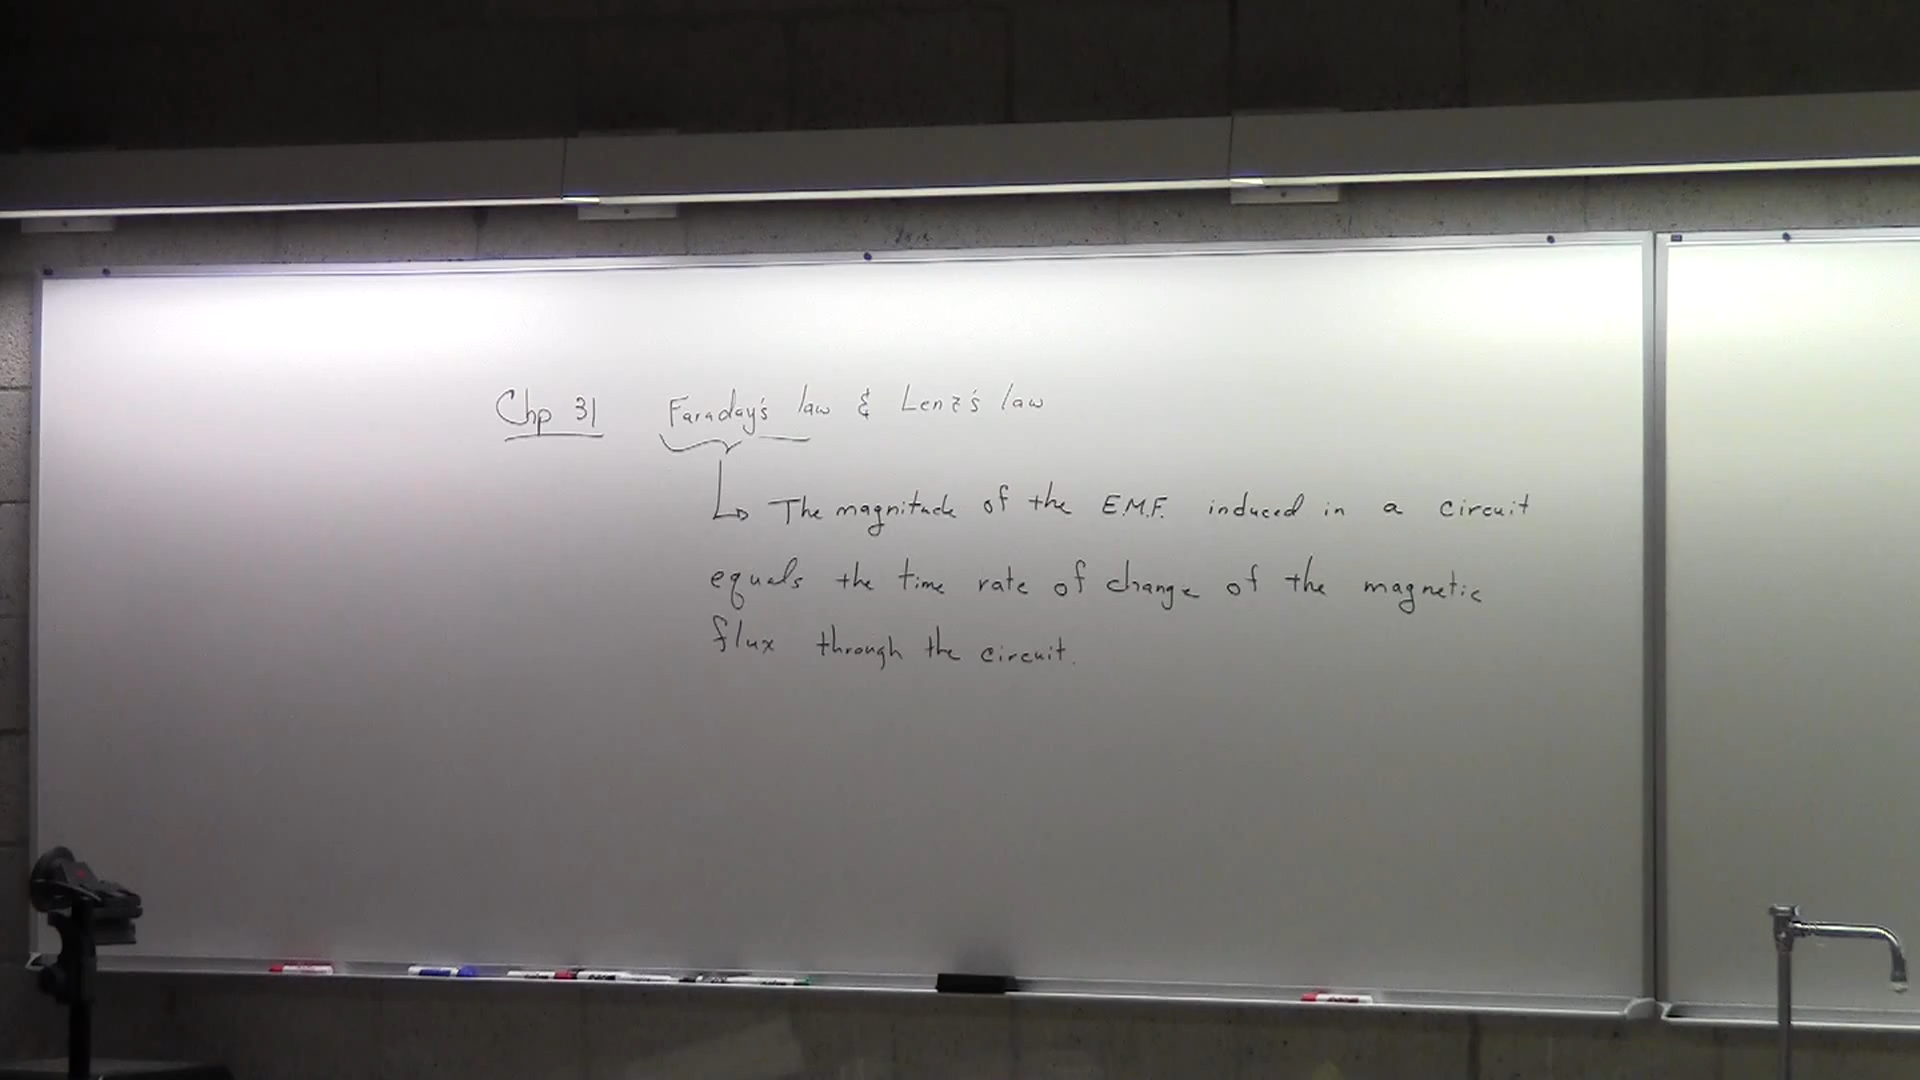 Chp 31 Faraday's law & Lenz's law
The magnitude of the E.M.F. induced in a circuit
equals the time rate of change of the magnetic
flux through the circuit.